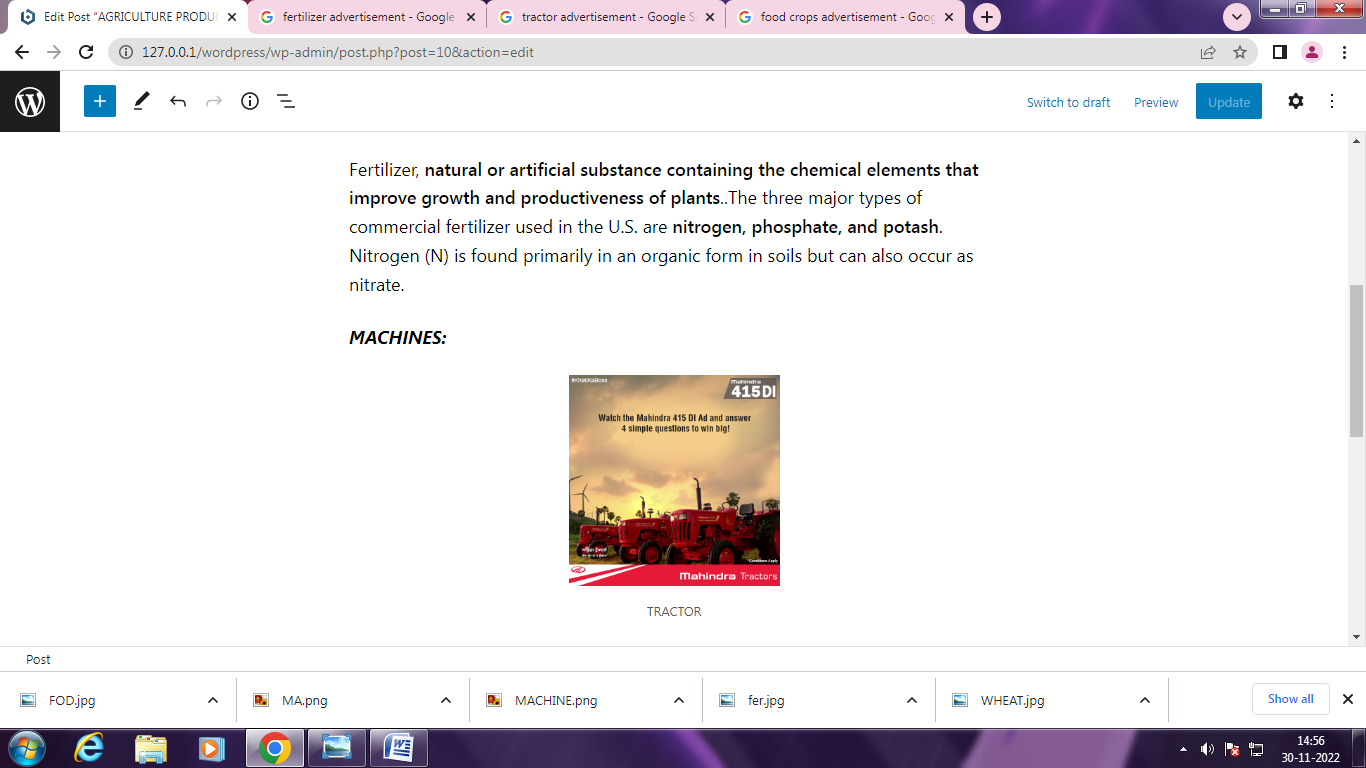 Edit Post “AGRICULTURE PRODUC
fertilizer advertisement - Google
tractor advertisement - Google S
food crops advertisement - Goog
127.0.0.1/wordpress/wp-admin/post.php?post=10&action=edit
Switch to draft
Preview
Update
Fertilizer, natural or artificial substance containing the chemical elements that
improve growth and productiveness of plants..The three major types of
commercial fertilizer used in the U.S. are nitrogen, phosphate, and potash.
Nitrogen (N) is found primarily in an organic form in soils but can also occur as
nitrate.
MACHINES:
#KhetKaBoss
Mahindra
415 DI
Watch the Mahindra 415 DI Ad and answer
4 simple questions to win big!
*Conditions Apply
Mahindra Tractors
TRACTOR
Post
FOD.jpg
MA.png
MACHINE.png
fer.jpg
WHEAT.jpg
Show all
14:56
30-11-2022